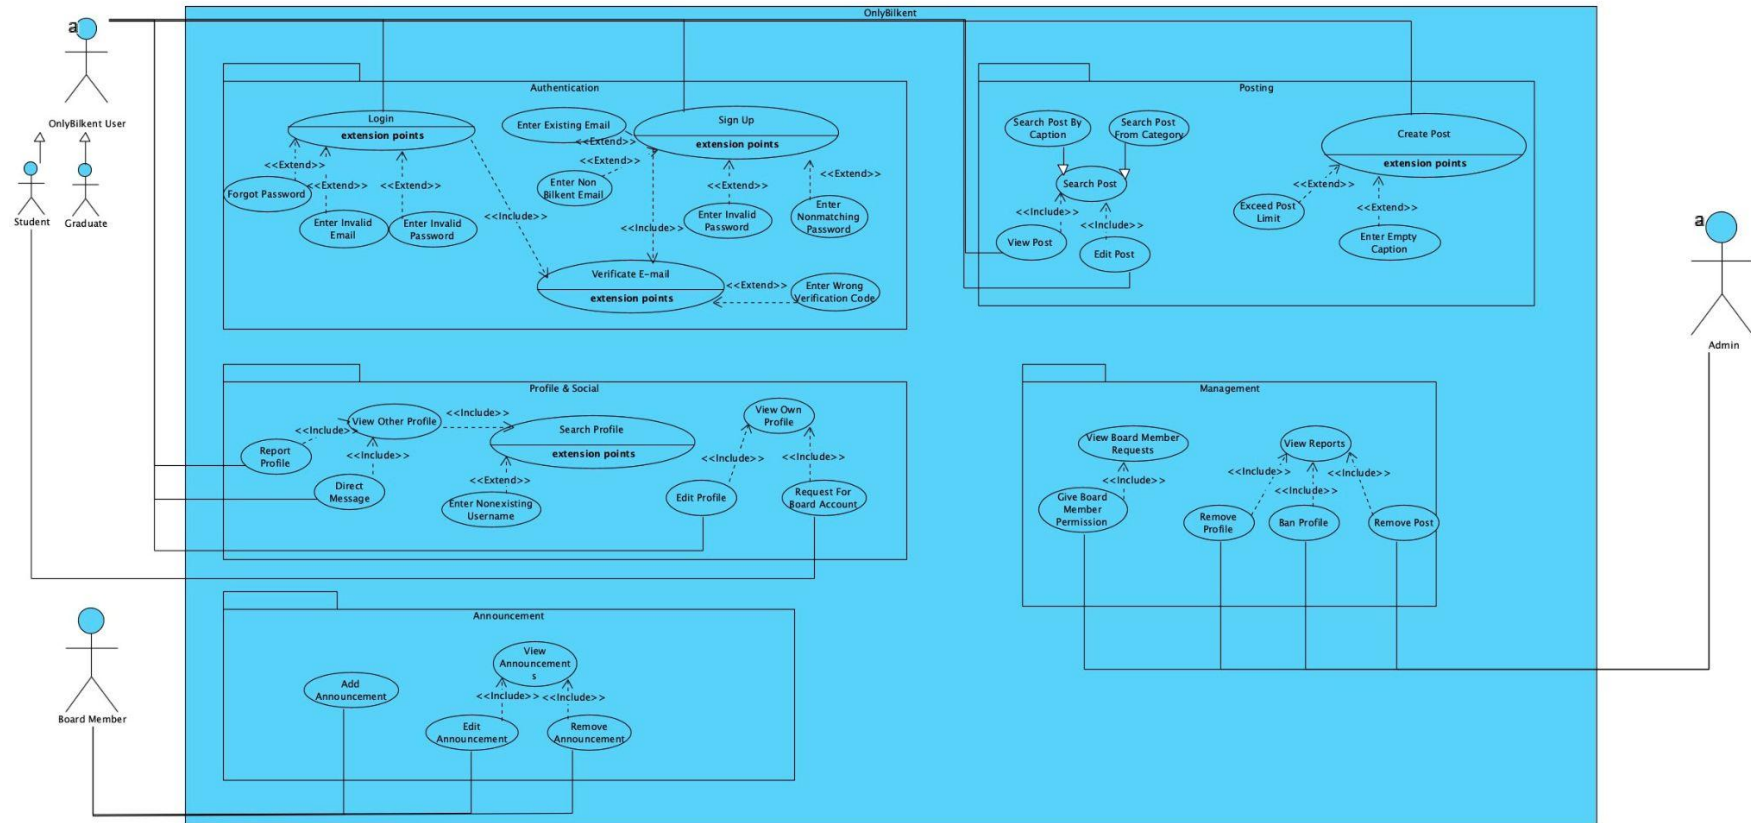 OnlyBilkent
a
OnlyBilkent User
Student
Graduate
Authentication
Login
extension points
<<Extend>>
Forgot Password
<<Extend>>
Enter Invalid
Email
<<Extend>>
Enter Invalid
Password
<<Include>>
Enter Existing Email
<<Extend>>
Sign Up
extension points
<<Extend>>
Enter Non
Bilkent Email
<<Include>>
<<Extend>>
Enter Invalid
Password
<<Extend>>
Enter
Nonmatching
Password
Verificate E-mail
extension points
<<Extend>>
Enter Wrong
Verification Code
Posting
Search Post By
Caption
Search Post
From Category
Search Post
<<Include>>
View Post
<<Include>>
Edit Post
Create Post
extension points
<<Extend>>
Exceed Post
Limit
<<Extend>>
Enter Empty
Caption
a
Admin
Profile & Social
View Other Profile
<<Include>>
Report
Profile
<<Include>>
Direct
Message
<<Include>>
Search Profile
extension points
<<Extend>>
Enter Nonexisting
Username
View Own
Profile
<<Include>>
Edit Profile
<<Include>>
Request For
Board Account
Management
View Board Member
Requests
<<Include>>
Give Board
Member
Permission
View Reports
<<Include>>
Remove
Profile
<<Include>>
Ban Profile
<<Include>>
Remove Post
Board Member
Announcement
Add
Announcement
View
Announcement
s
<<Include>>
Edit
Announcement
<<Include>>
Remove
Announcement